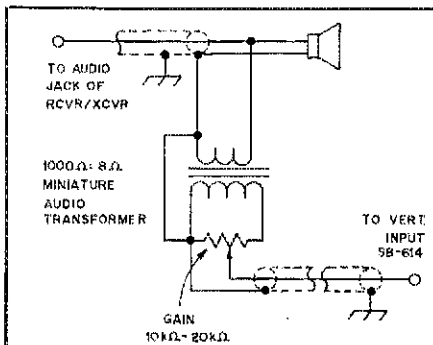 TO AUDIO
JACK OF
RCVR/XCVR
1000Ω:8Ω
MINIATURE
AUDIO
TRANSFORMER
TO VERT
INPUT
SB-614
GAIN
10kΩ-20kΩ